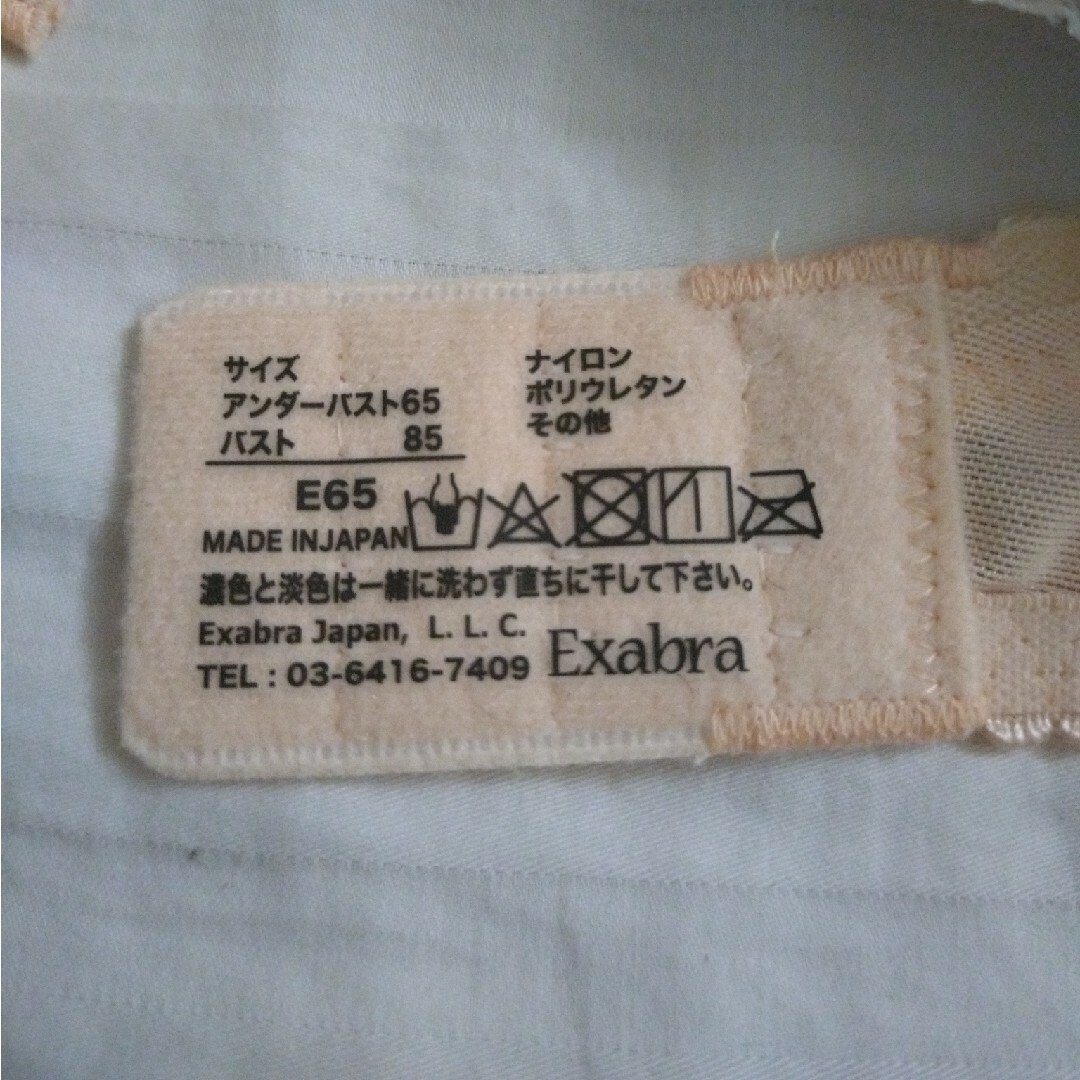 サイズ
アンダーバスト65
バスト 85
E65
MADE INJAPAN
ナイロン
ポリウレタン
その他
濃色と淡色は一緒に洗わず直ちに干して下さい。
Exabra Japan, L. L. C.
TEL : 03-6416-7409
Exabra